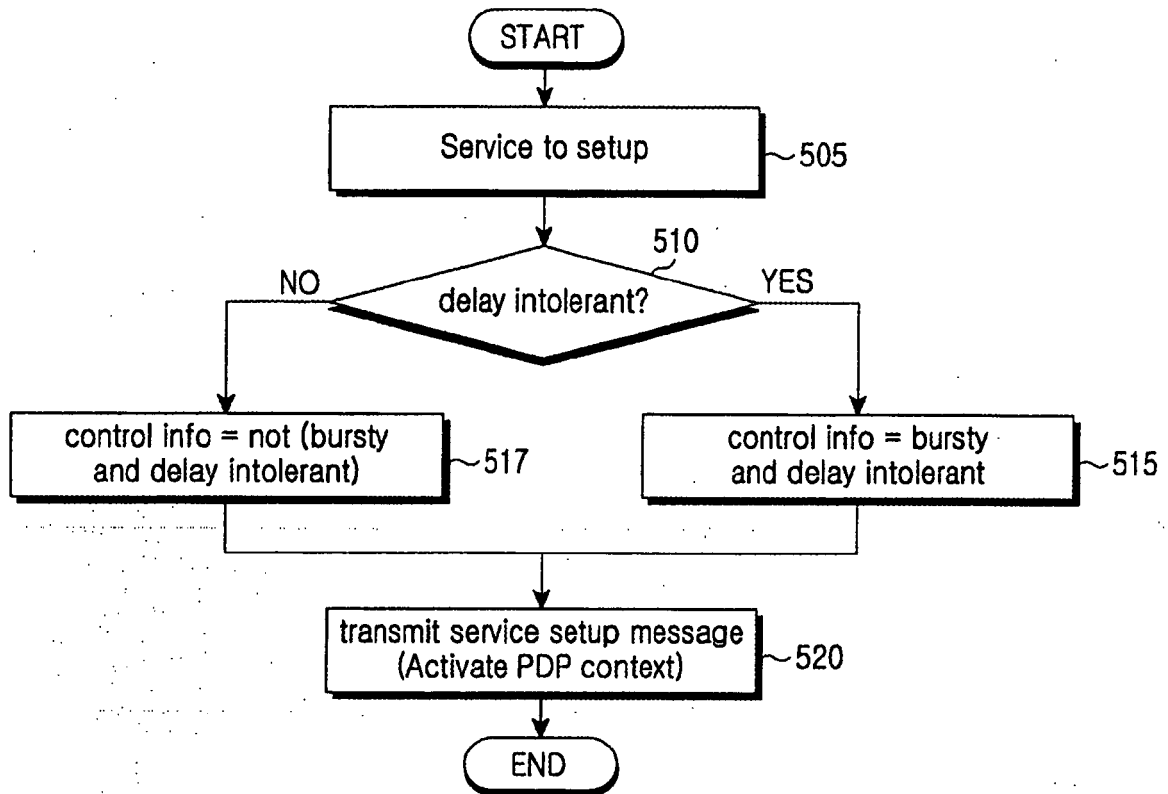 START
Service to setup
505
510
NO
delay intolerant?
YES
control info = not (bursty
and delay intolerant)
517
control info = bursty
and delay intolerant
515
transmit service setup message
(Activate PDP context)
520
END